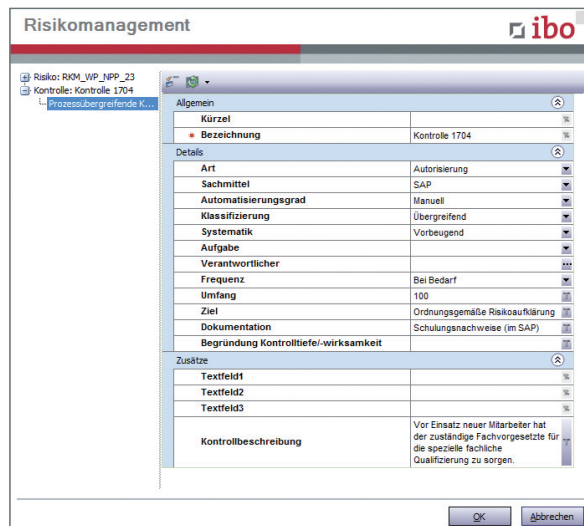 Risikomanagement
ibo
Risiko: RKM_WP_NPP_23
Kontrolle: Kontrolle 1704
Prozessübergreifende K...
Allgemein
Kürzel
Bezeichnung Kontrolle 1704
Details
Art Autorisierung
Sachmittel SAP
Automatisierungsgrad Manuell
Klassifizierung Übergreifend
Systematik Vorbeugend
Aufgabe
Verantwortlicher
Frequenz Bei Bedarf
Umfang 100
Ziel Ordnungsgemäße Risikoaufklärung
Dokumentation Schulungsnachweise (im SAP)
Begründung Kontrolltiefe/-wirksamkeit
Zusätze
Textfeld1
Textfeld2
Textfeld3
Kontrollbeschreibung
Vor Einsatz neuer Mitarbeiter hat
der zuständige Fachvorgesetzte für
die spezielle fachliche
Qualifizierung zu sorgen.
OK Abbrechen